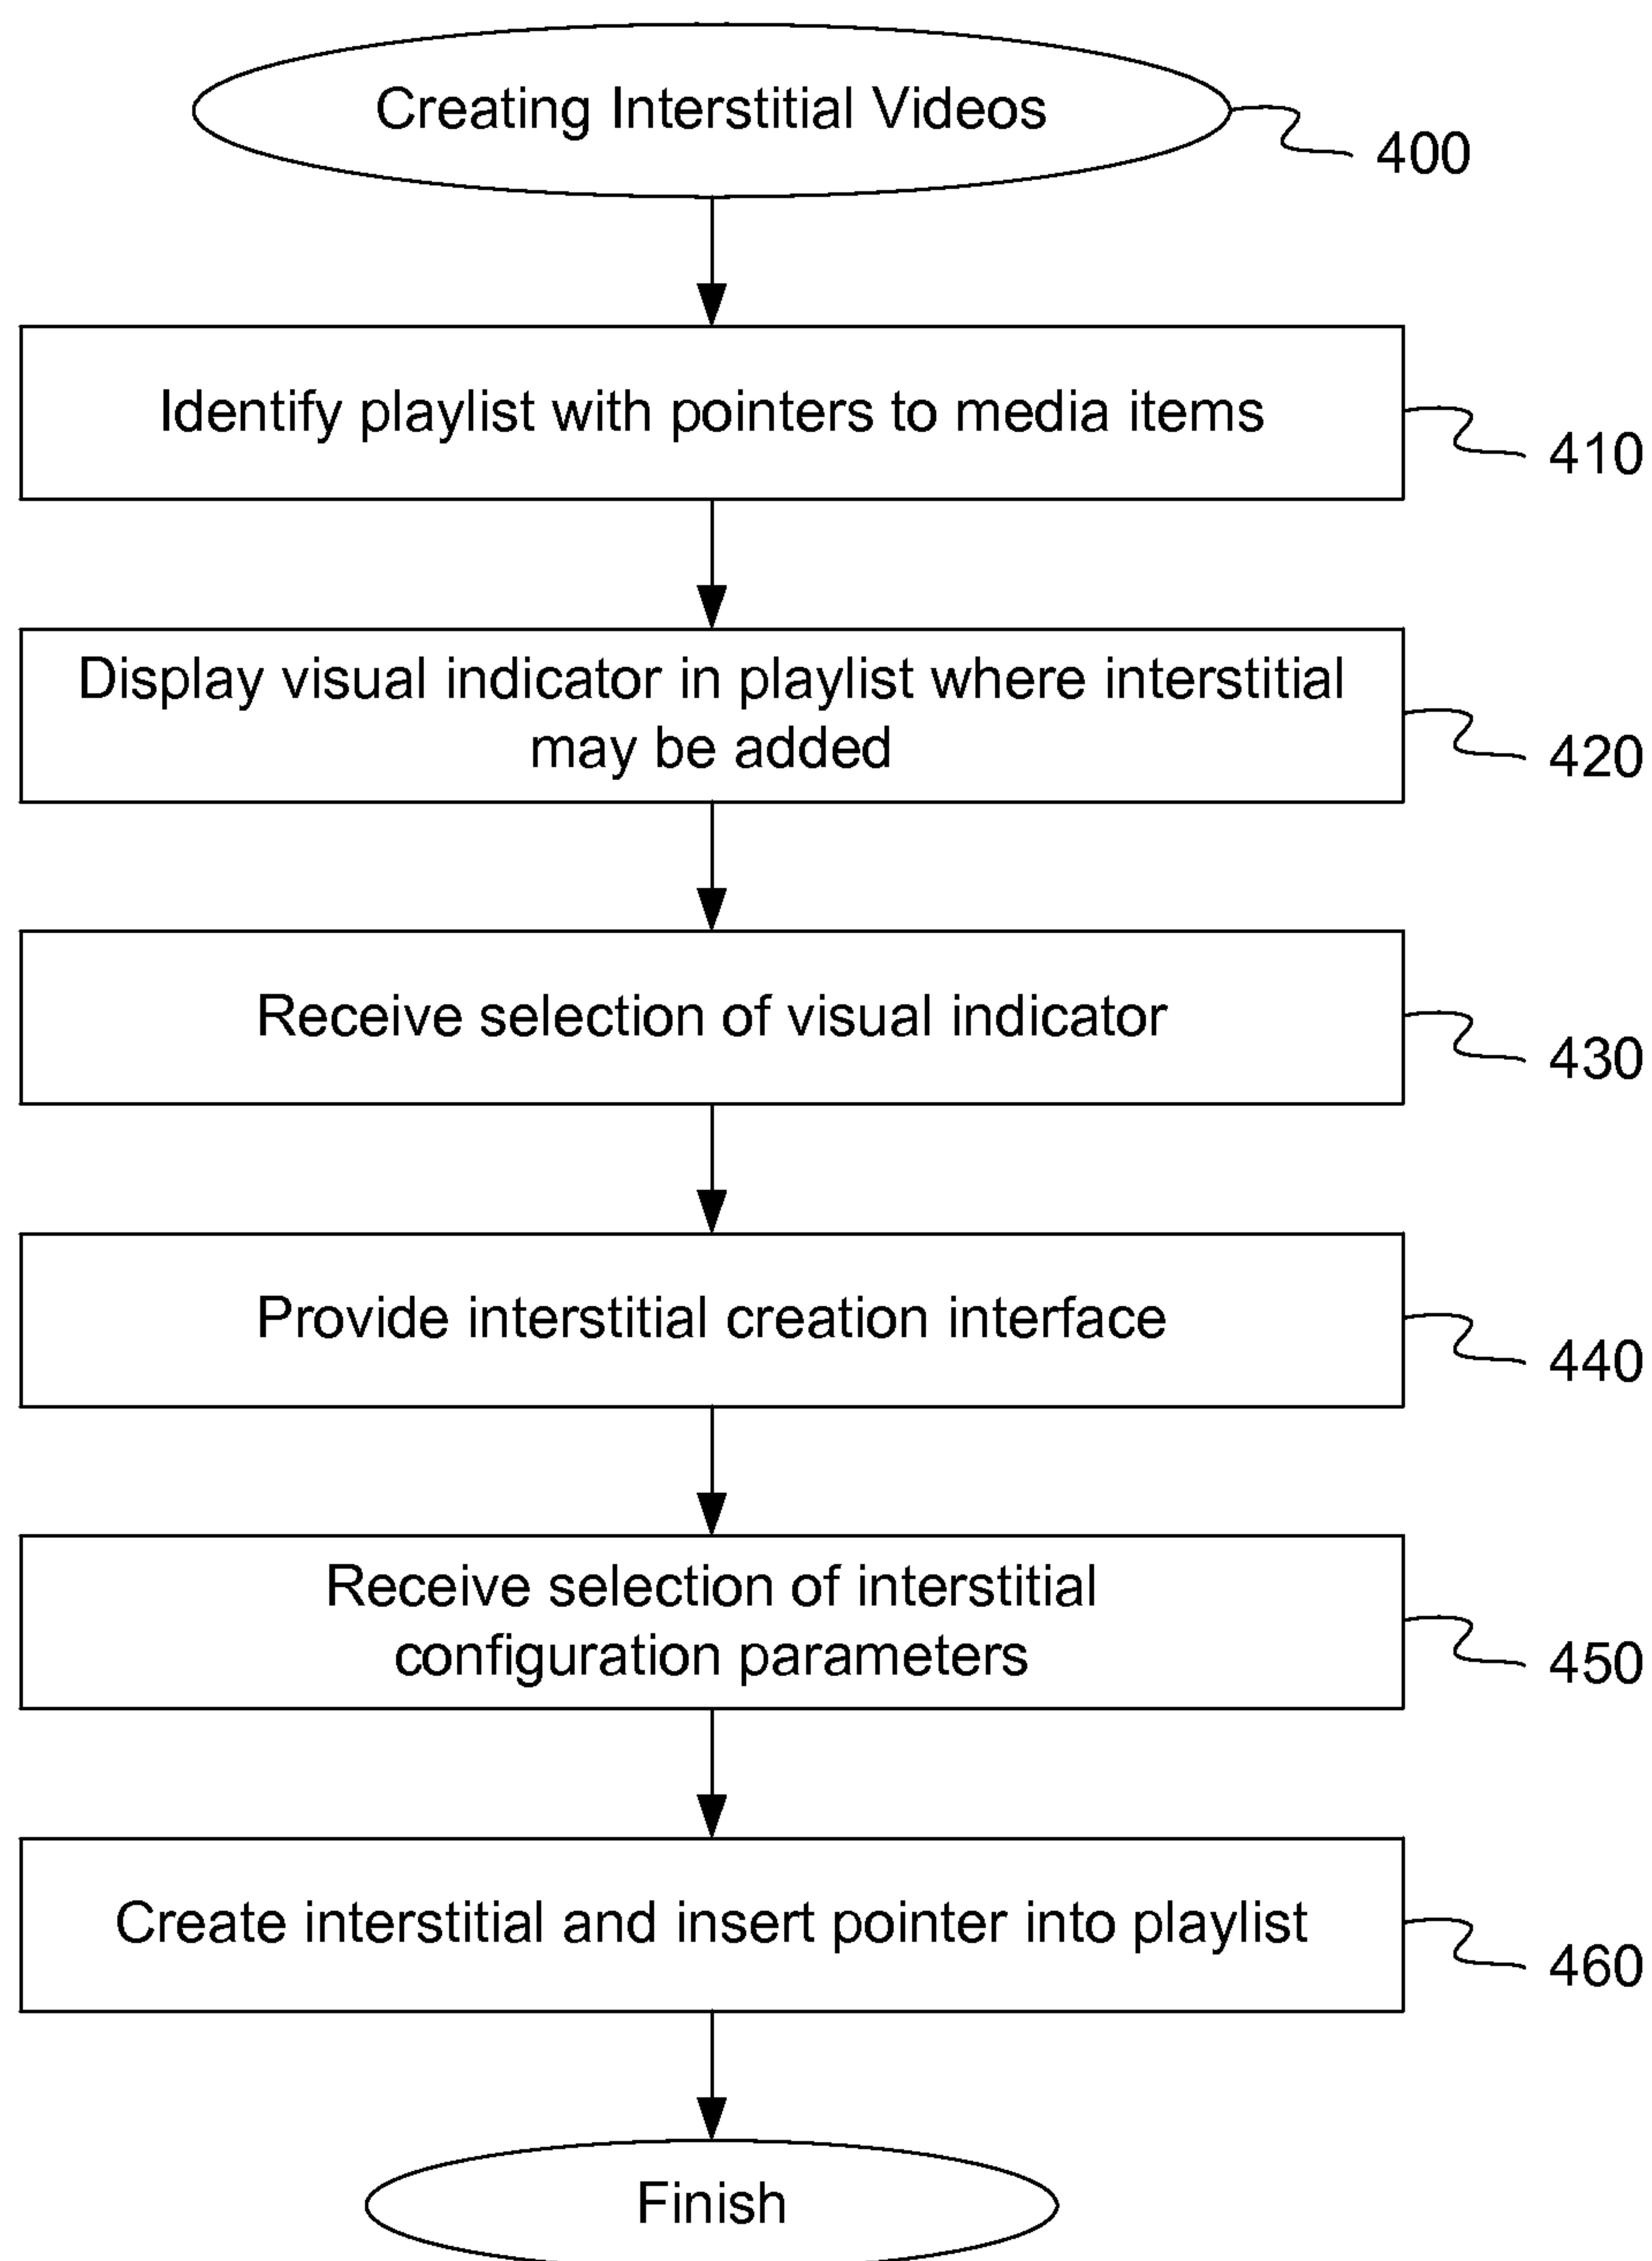 Creating Interstitial Videos
400
Identify playlist with pointers to media items
410
Display visual indicator in playlist where interstitial
may be added
420
Receive selection of visual indicator
430
Provide interstitial creation interface
440
Receive selection of interstitial
configuration parameters
450
Create interstitial and insert pointer into playlist
460
Finish